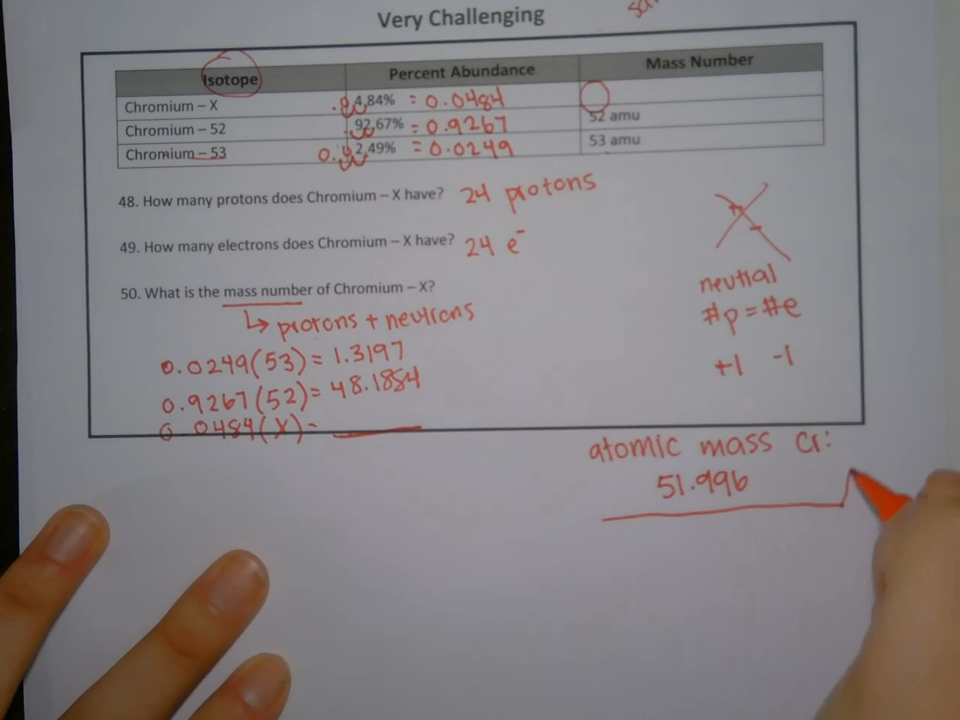 Very Challenging
Isotope Percent Abundance Mass Number
Chromium – X 4.84% = 0.0484
Chromium – 52 92.67% = 0.9267 52 amu
Chromium – 53 2.49% = 0.0249 53 amu
48. How many protons does Chromium – X have? 24 protons
49. How many electrons does Chromium – X have? 24 e⁻
50. What is the mass number of Chromium – X?
↳ protons + neutrons
0.0249(53) = 1.3197
0.9267(52) = 48.1884
0.0484(X) =
+
-
neutral
#p = #e
+1 -1
atomic mass Cr:
51.996